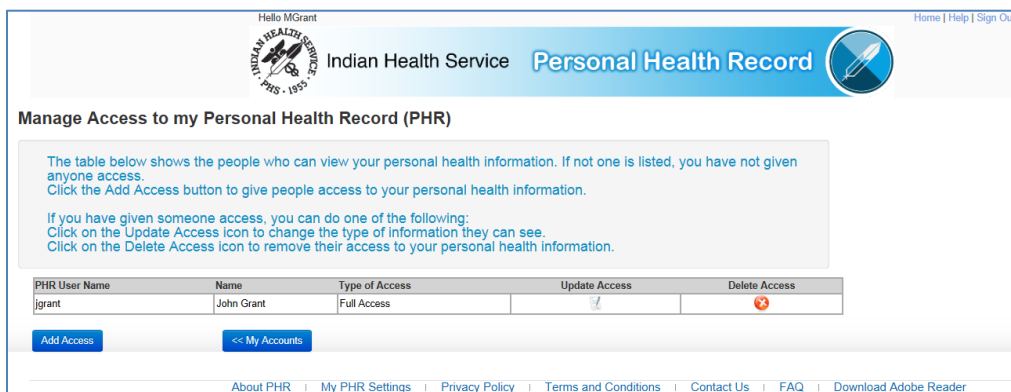 Hello MGrant
Home | Help | Sign Ou
INDIAN HEALTH SERVICE
PHS · 1955
Indian Health Service Personal Health Record
Manage Access to my Personal Health Record (PHR)
The table below shows the people who can view your personal health information. If not one is listed, you have not given
anyone access.
Click the Add Access button to give people access to your personal health information.
If you have given someone access, you can do one of the following:
Click on the Update Access icon to change the type of information they can see.
Click on the Delete Access icon to remove their access to your personal health information.
PHR User Name Name Type of Access Update Access Delete Access
jgrant John Grant Full Access
Add Access << My Accounts
About PHR | My PHR Settings | Privacy Policy | Terms and Conditions | Contact Us | FAQ | Download Adobe Reader